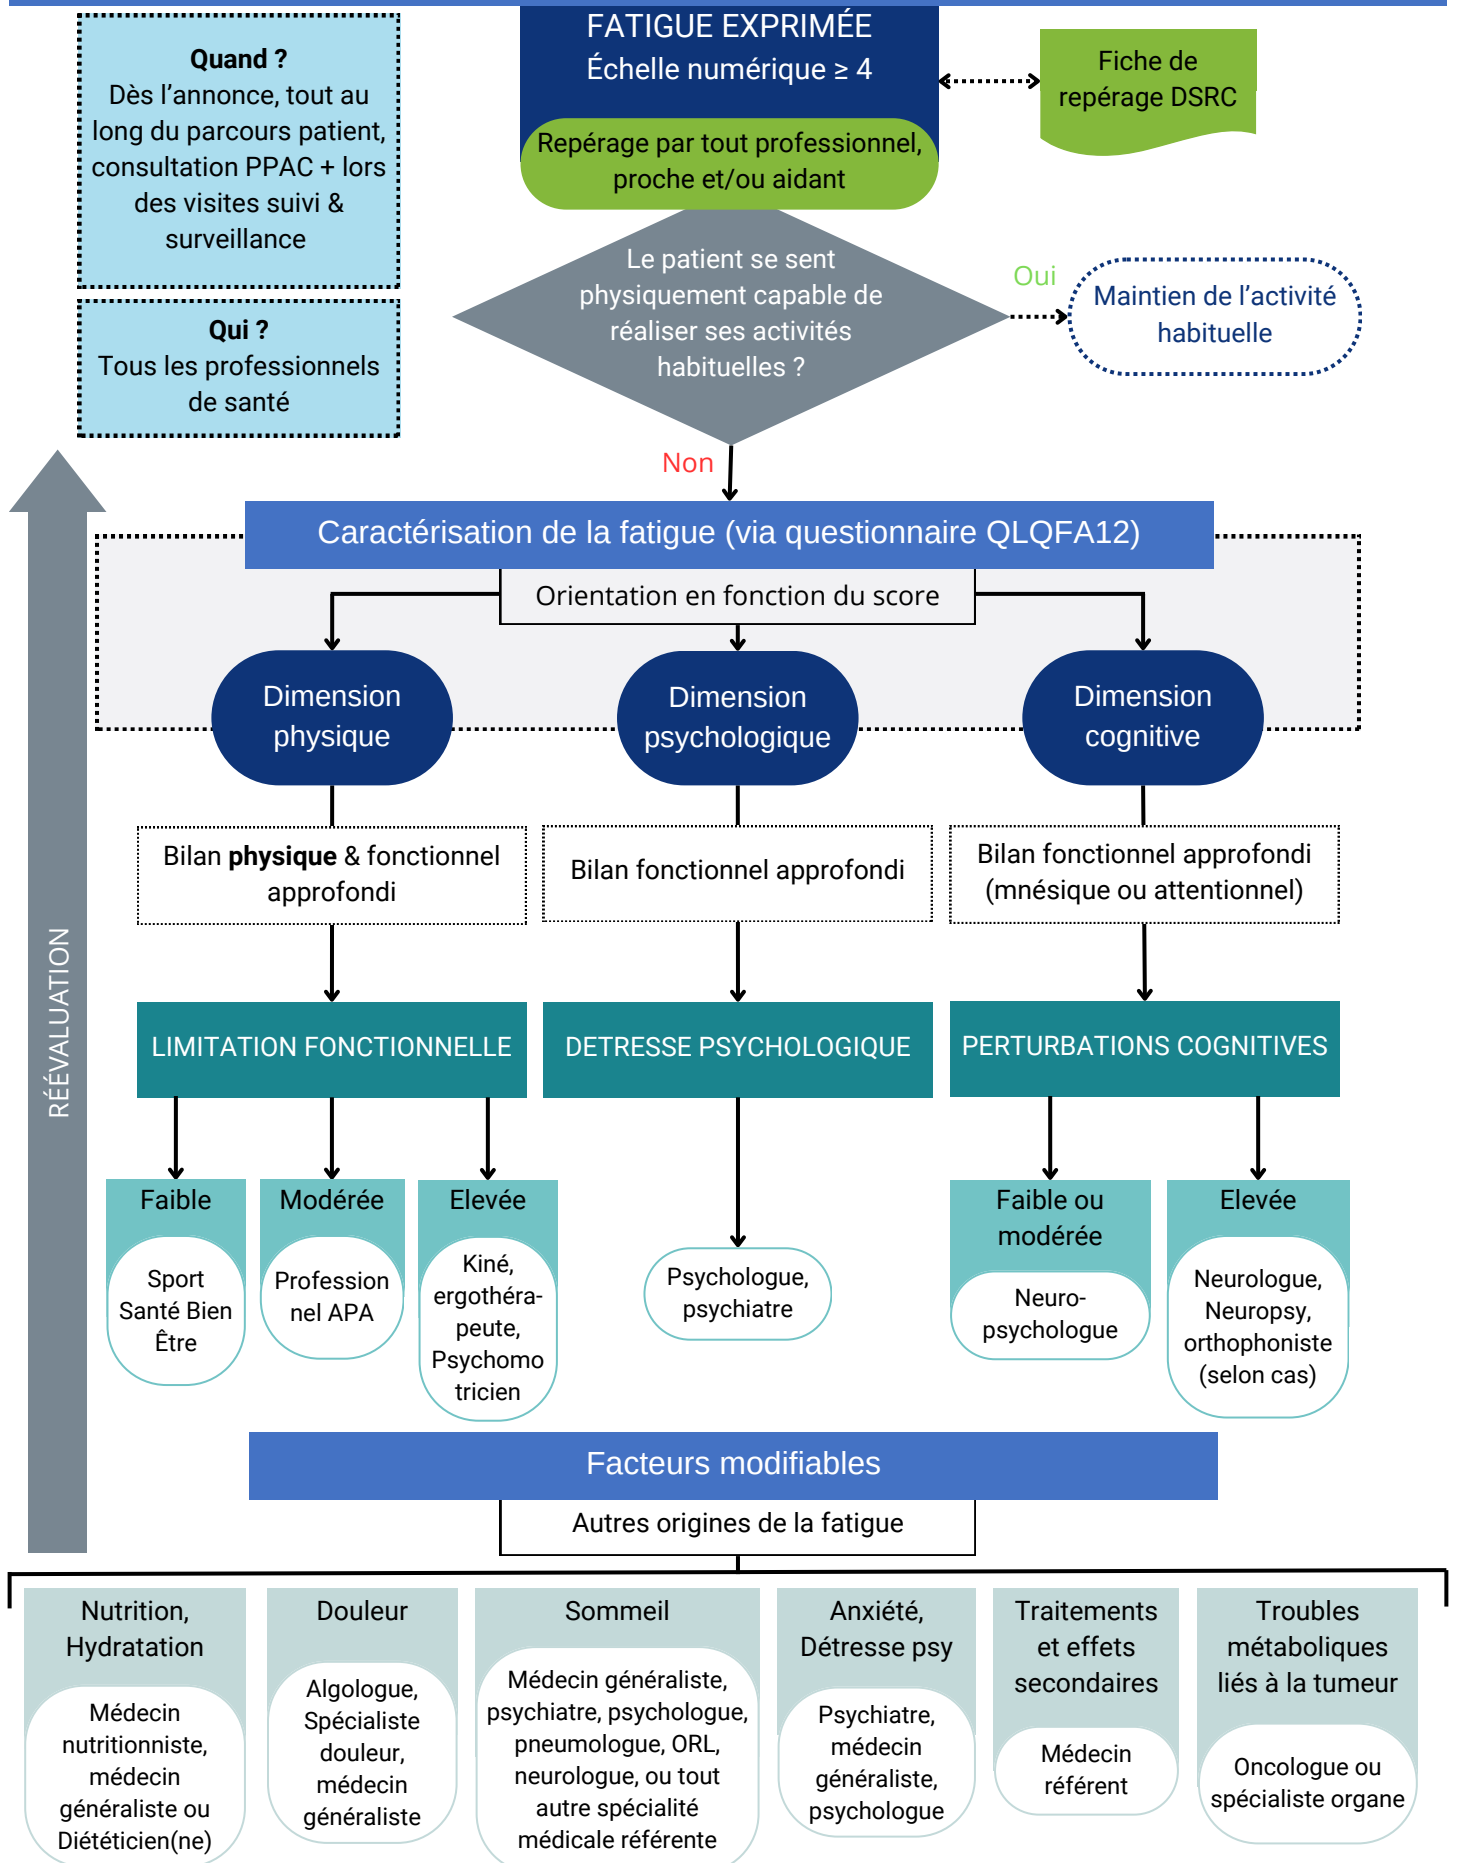 Quand ?
Dès l’annonce, tout au
long du parcours patient,
consultation PPAC + lors
des visites suivi &
surveillance
Qui ?
Tous les professionnels
de santé
FATIGUE EXPRIMÉE
Échelle numérique ≥ 4
Repérage par tout professionnel,
proche et/ou aidant
Fiche de
repérage DSRC
Le patient se sent
physiquement capable de
réaliser ses activités
habituelles ?
Oui
Maintien de l’activité
habituelle
Non
RÉÉVALUATION
Caractérisation de la fatigue (via questionnaire QLQFA12)
Orientation en fonction du score
Dimension
physique
Dimension
psychologique
Dimension
cognitive
Bilan physique & fonctionnel
approfondi
Bilan fonctionnel approfondi
Bilan fonctionnel approfondi
(mnésique ou attentionnel)
LIMITATION FONCTIONNELLE
DETRESSE PSYCHOLOGIQUE
PERTURBATIONS COGNITIVES
Faible
Sport
Santé Bien
Être
Modérée
Profession
nel APA
Elevée
Kiné,
ergothéra-
peute,
Psychomo
tricien
Psychologue,
psychiatre
Faible ou
modérée
Neuro-
psychologue
Elevée
Neurologue,
Neuropsy,
orthophoniste
(selon cas)
Facteurs modifiables
Autres origines de la fatigue
Nutrition,
Hydratation
Médecin
nutritionniste,
médecin
généraliste ou
Diététicien(ne)
Douleur
Algologue,
Spécialiste
douleur,
médecin
généraliste
Sommeil
Médecin généraliste,
psychiatre, psychologue,
pneumologue, ORL,
neurologue, ou tout
autre spécialité
médicale référente
Anxiété,
Détresse psy
Psychiatre,
médecin
généraliste,
psychologue
Traitements
et effets
secondaires
Médecin
référent
Troubles
métaboliques
liés à la tumeur
Oncologue ou
spécialiste organe